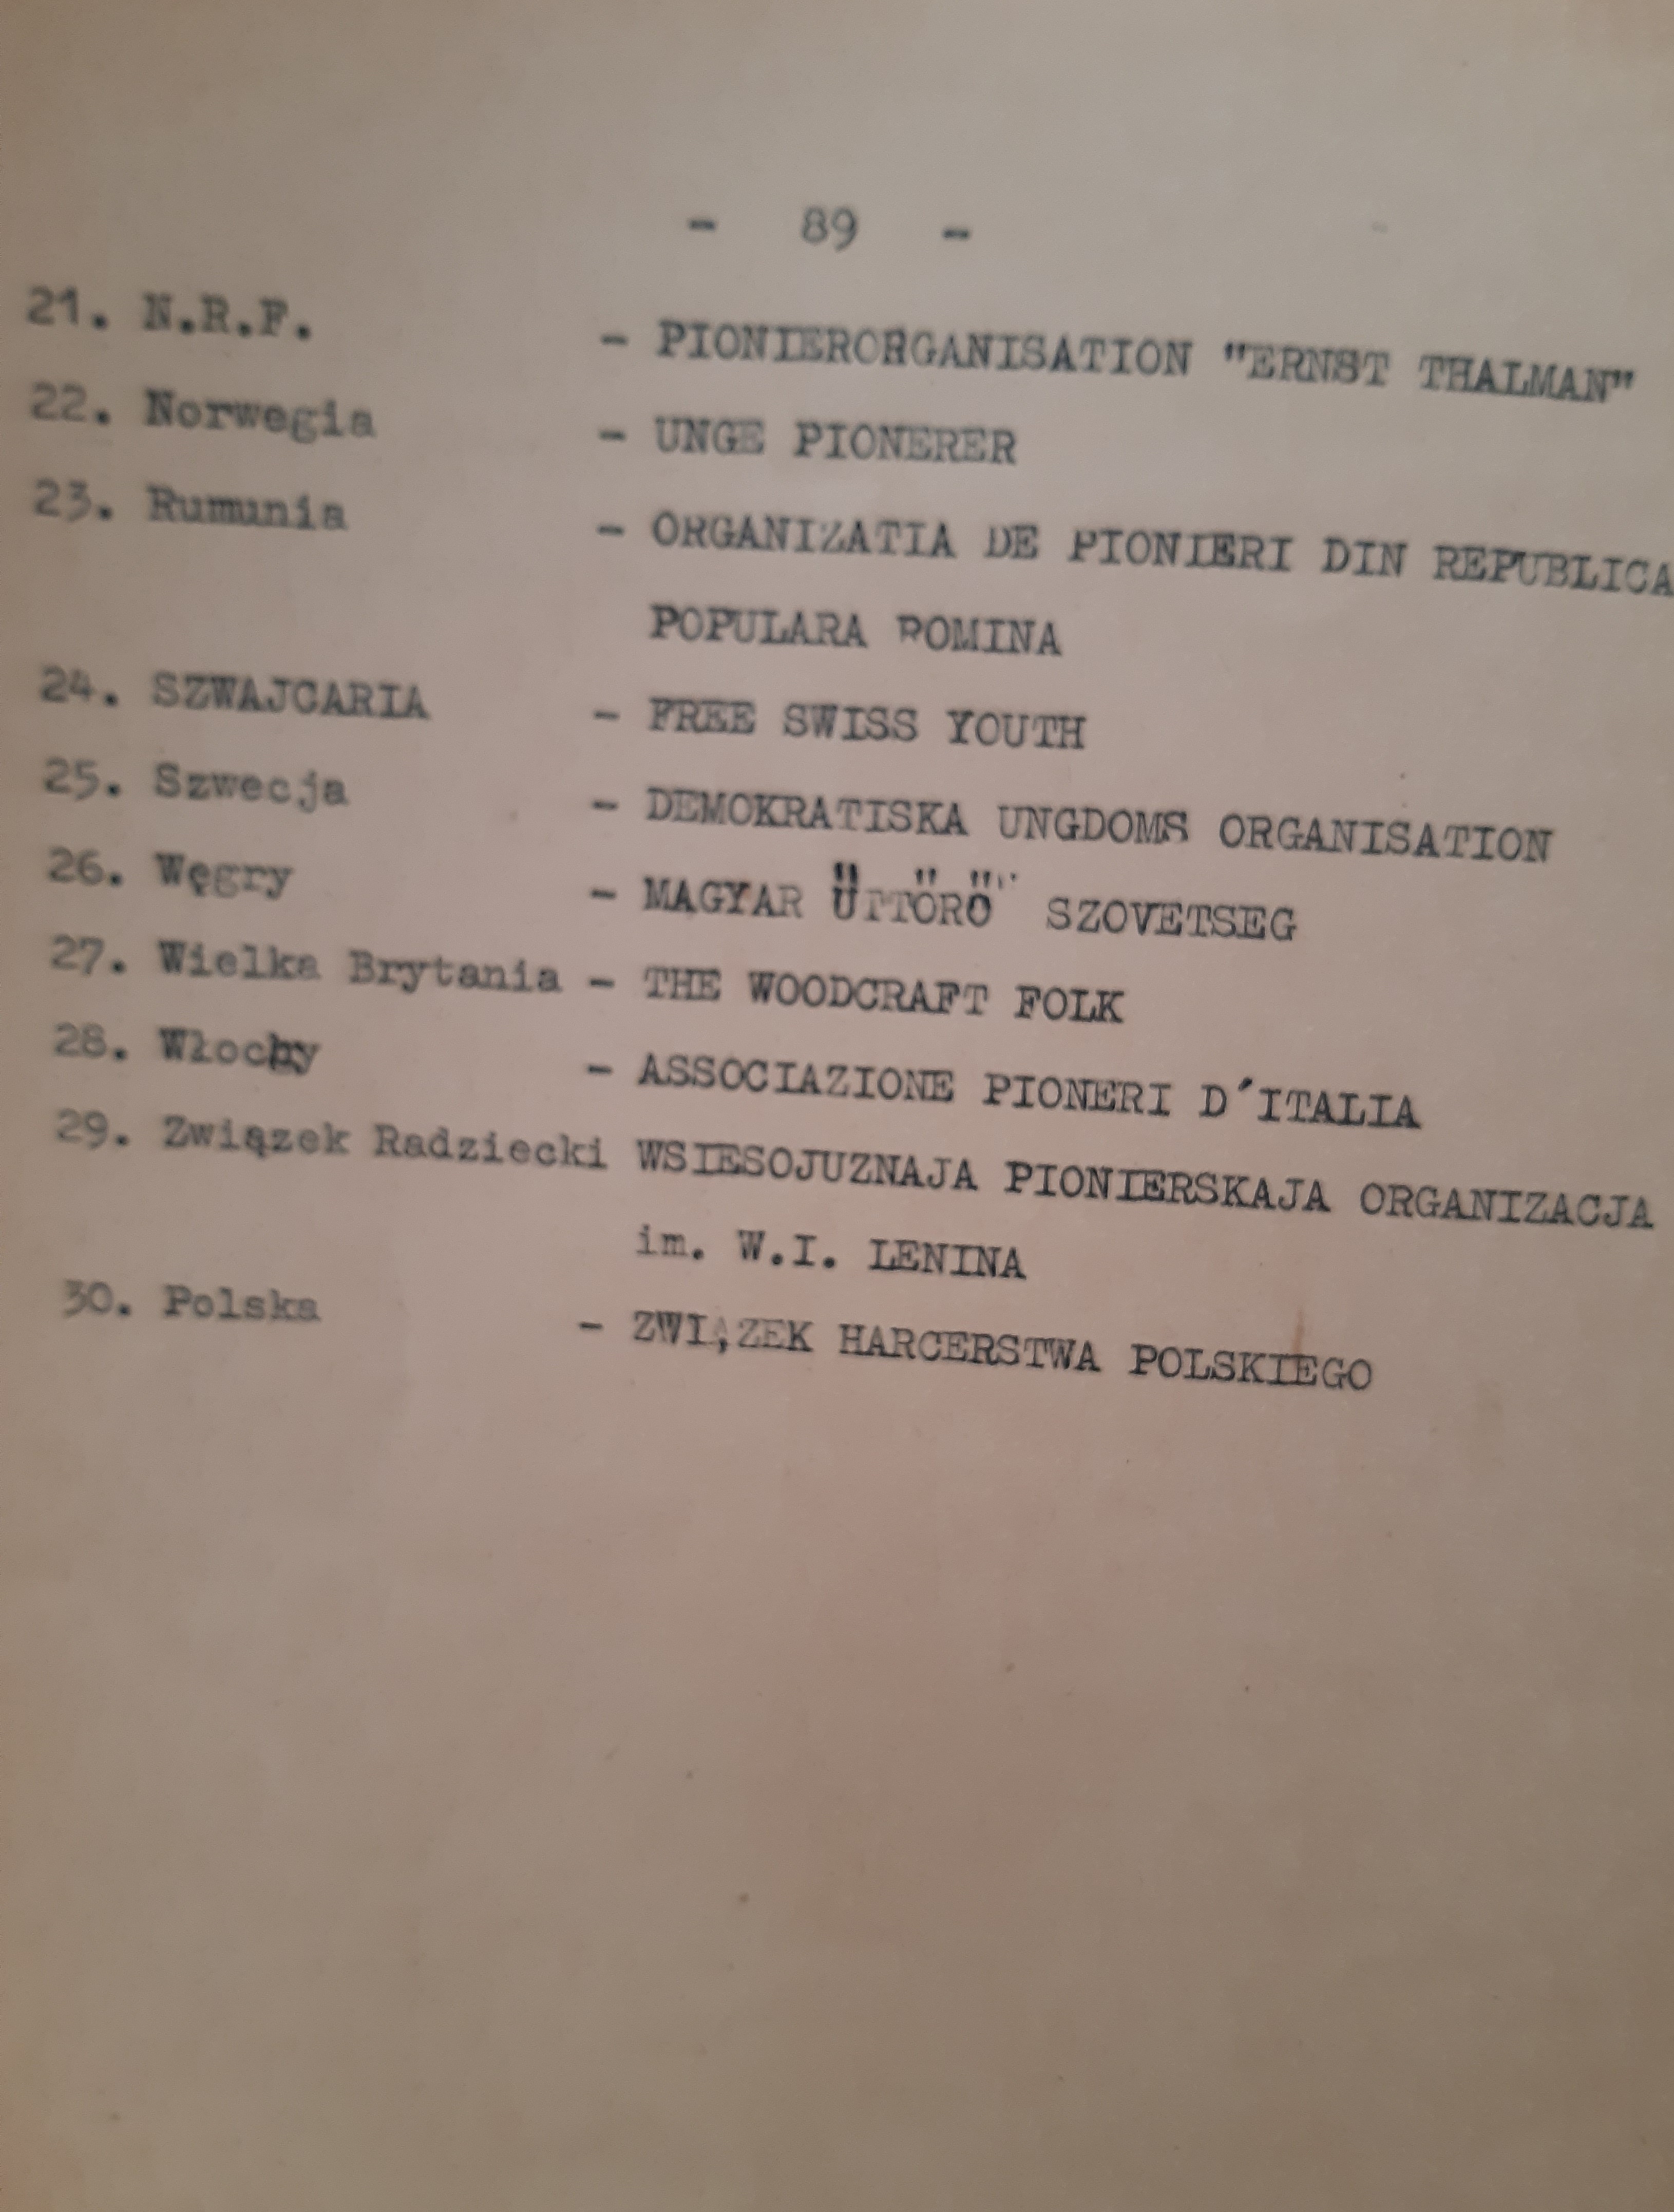 - 89 -
21. N.R.F. - PIONIERORGANISATION "ERNST THALMAN"
22. Norwegia - UNGE PIONERER
23. Rumunia - ORGANIZATIA DE PIONIERI DIN REPUBLICA
POPULARA ROMINA
24. SZWAJCARIA - FREE SWISS YOUTH
25. Szwecja - DEMOKRATISKA UNGDOMS ORGANISATION
26. Węgry - MAGYAR ÜTTÖRÖ SZOVETSEG
27. Wielka Brytania - THE WOODCRAFT FOLK
28. Włochy - ASSOCIAZIONE PIONERI D´ITALIA
29. Związek Radziecki WSIESOJUZNAJA PIONIERSKAJA ORGANIZACJA
im. W.I. LENINA
30. Polska - ZWIĄZEK HARCERSTWA POLSKIEGO